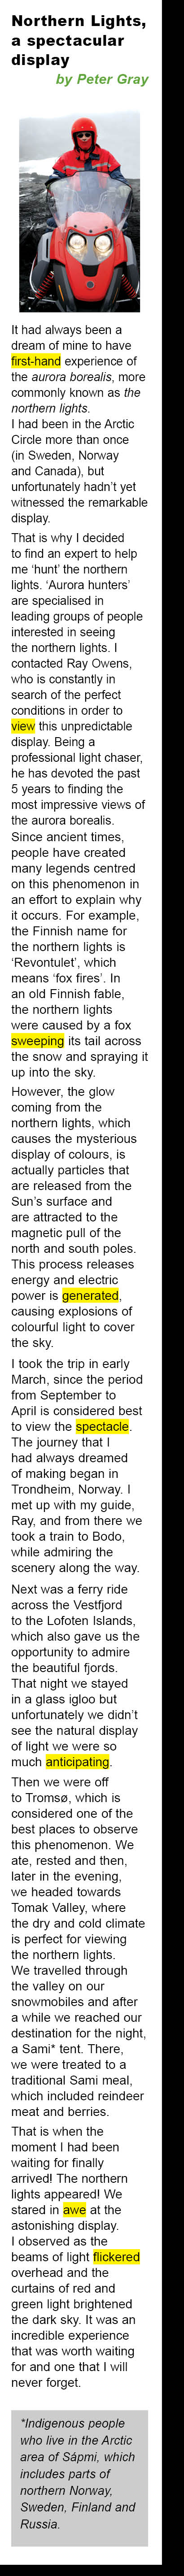 Northern Lights,
a spectacular
display
by Peter Gray
It had always been a
dream of mine to have
first-hand experience of
the aurora borealis, more
commonly known as the
northern lights.
I had been in the Arctic
Circle more than once
(in Sweden, Norway
and Canada), but
unfortunately hadn't yet
witnessed the remarkable
display.
That is why I decided
to find an expert to help
me 'hunt' the northern
lights. 'Aurora hunters'
are specialised in
leading groups of people
interested in seeing
the northern lights. I
contacted Ray Owens,
who is constantly in
search of the perfect
conditions in order to
view this unpredictable
display. Being a
professional light chaser,
he has devoted the past
5 years to finding the
most impressive views of
the aurora borealis.
Since ancient times,
people have created
many legends centred
on this phenomenon in
an effort to explain why
it occurs. For example,
the Finnish name for
the northern lights is
'Revontulet', which
means 'fox fires'. In
an old Finnish fable,
the northern lights
were caused by a fox
sweeping its tail across
the snow and spraying it
up into the sky.
However, the glow
coming from the
northern lights, which
causes the mysterious
display of colours, is
actually particles that
are released from the
Sun's surface and
are attracted to the
magnetic pull of the
north and south poles.
This process releases
energy and electric
power is generated,
causing explosions of
colourful light to cover
the sky.
I took the trip in early
March, since the period
from September to
April is considered best
to view the spectacle.
The journey that I
had always dreamed
of making began in
Trondheim, Norway. I
met up with my guide,
Ray, and from there we
took a train to Bodo,
while admiring the
scenery along the way.
Next was a ferry ride
across the Vestfjord
to the Lofoten Islands,
which also gave us the
opportunity to admire
the beautiful fjords.
That night we stayed
in a glass igloo but
unfortunately we didn't
see the natural display
of light we were so
much anticipating.
Then we were off
to Tromsø, which is
considered one of the
best places to observe
this phenomenon. We
ate, rested and then,
later in the evening,
we headed towards
Tomak Valley, where
the dry and cold climate
is perfect for viewing
the northern lights.
We travelled through
the valley on our
snowmobiles and after
a while we reached our
destination for the night,
a Sami* tent. There,
we were treated to a
traditional Sami meal,
which included reindeer
meat and berries.
That is when the
moment I had been
waiting for finally
arrived! The northern
lights appeared! We
stared in awe at the
astonishing display.
I observed as the
beams of light flickered
overhead and the
curtains of red and
green light brightened
the dark sky. It was an
incredible experience
that was worth waiting
for and one that I will
never forget.
*Indigenous people
who live in the Arctic
area of Sápmi, which
includes parts of
northern Norway,
Sweden, Finland and
Russia.